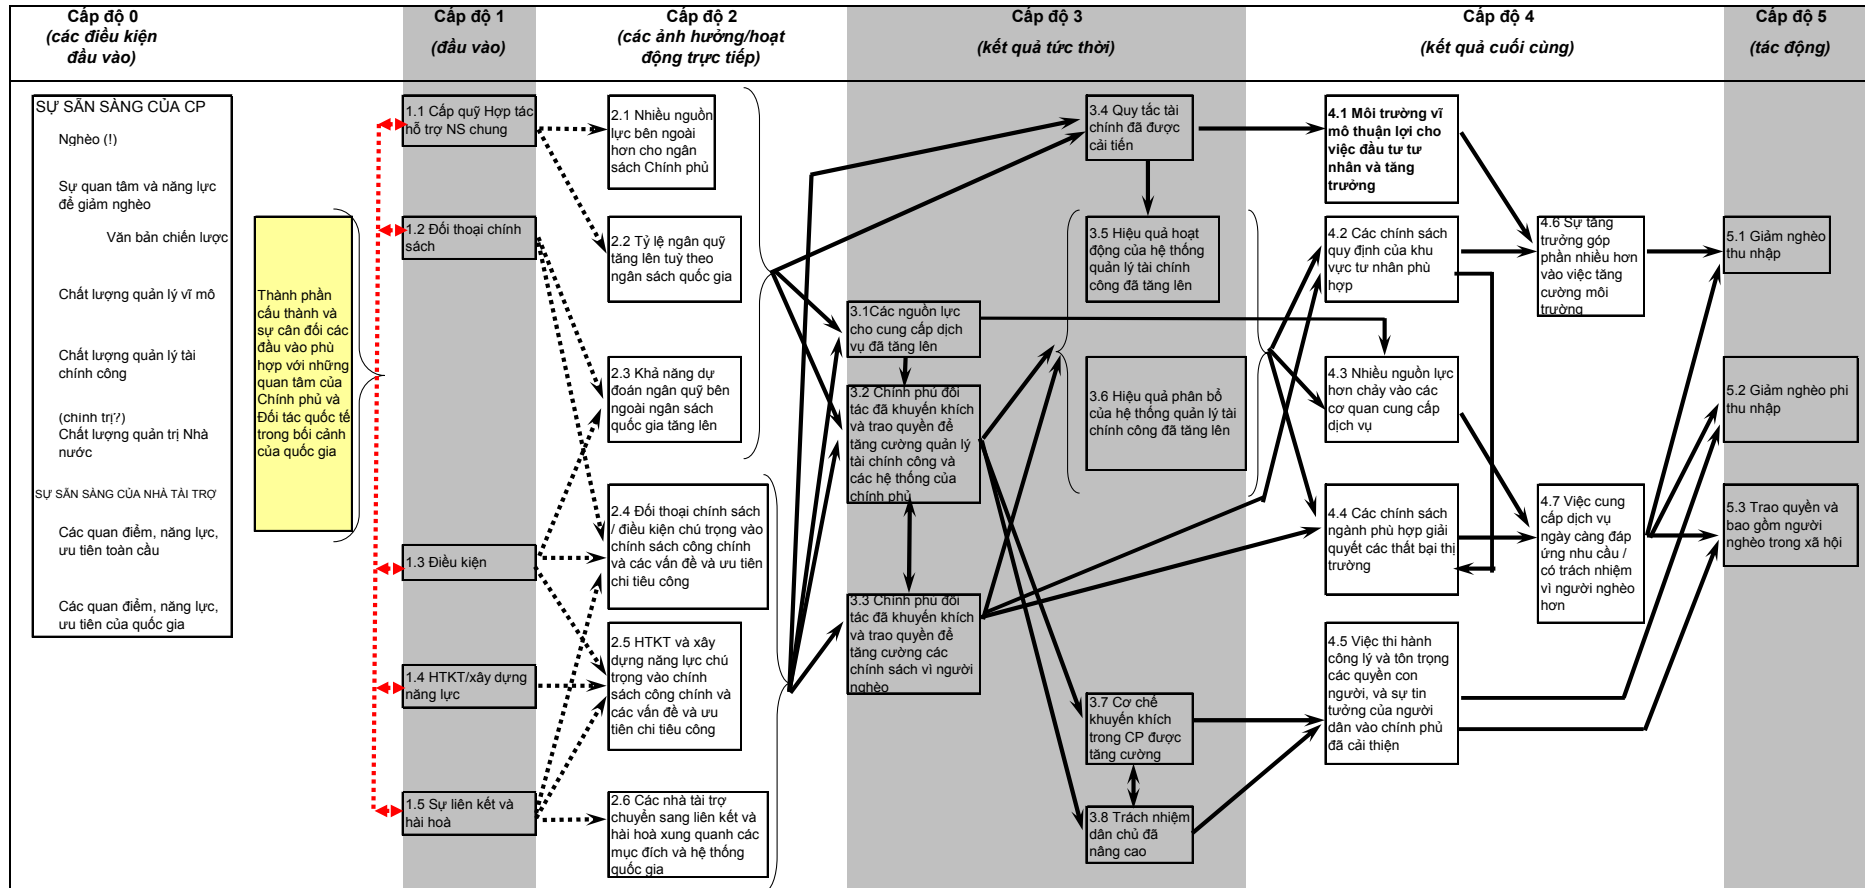 Cấp độ 0
(các điều kiện
đầu vào)
Cấp độ 1
(đầu vào)
Cấp độ 2
(các ảnh hưởng/hoạt
động trực tiếp)
Cấp độ 3
(kết quả tức thời)
Cấp độ 4
(kết quả cuối cùng)
Cấp độ 5
(tác động)
SỰ SẴN SÀNG CỦA CP
Nghèo (!)
Sự quan tâm và năng lực
để giảm nghèo
Văn bản chiến lược
Chất lượng quản lý vĩ mô
Chất lượng quản lý tài
chính công
(chính trị?)
Chất lượng quản trị Nhà
nước
SỰ SẴN SÀNG CỦA NHÀ TÀI TRỢ
Các quan điểm, năng lực,
ưu tiên toàn cầu
Các quan điểm, năng lực,
ưu tiên của quốc gia
Thành phần
cấu thành và
sự cân đối các
đầu vào phù
hợp với những
quan tâm của
Chính phủ và
Đối tác quốc tế
trong bối cảnh
của quốc gia
1.1 Cấp quỹ Hợp tác
hỗ trợ NS chung
1.2 Đối thoại chính
sách
1.3 Điều kiện
1.4 HTKT/xây dựng
năng lực
1.5 Sự liên kết và
hài hoà
2.1 Nhiều nguồn
lực bên ngoài
hơn cho ngân
sách Chính phủ
2.2 Tỷ lệ ngân quỹ
tăng lên tuỳ theo
ngân sách quốc gia
2.3 Khả năng dự
đoán ngân quỹ bên
ngoài ngân sách
quốc gia tăng lên
2.4 Đối thoại chính sách
/ điều kiện chú trọng vào
chính sách công chính
và các vấn đề và ưu tiên
chi tiêu công
2.5 HTKT và xây
dựng năng lực chú
trọng vào chính
sách công chính và
các vấn đề và ưu
tiên chi tiêu công
2.6 Các nhà tài trợ
chuyển sang liên kết và
hài hoà xung quanh các
mục đích và hệ thống
quốc gia
3.1Các nguồn lực
cho cung cấp dịch
vụ đã tăng lên
3.2 Chính phủ đối
tác đã khuyến khích
và trao quyền để
tăng cường quản lý
tài chính công và
các hệ thống của
chính phủ
3.3 Chính phủ đối
tác đã khuyến khích
và trao quyền để
tăng cường các
chính sách vì người
nghèo
3.4 Quy tắc tài
chính đã được
cải tiến
3.5 Hiệu quả hoạt
động của hệ thống
quản lý tài chính
công đã tăng lên
3.6 Hiệu quả phân bổ
của hệ thống quản lý tài
chính công đã tăng lên
3.7 Cơ chế
khuyến khích
trong CP được
tăng cường
3.8 Trách nhiệm
dân chủ đã
nâng cao
4.1 Môi trường vĩ
mô thuận lợi cho
việc đầu tư tư
nhân và tăng
trưởng
4.2 Các chính sách
quy định của khu
vực tư nhân phù
hợp
4.3 Nhiều nguồn lực
hơn chảy vào các
cơ quan cung cấp
dịch vụ
4.4 Các chính sách
ngành phù hợp giải
quyết các thất bại thị
trường
4.5 Việc thi hành
công lý và tôn trọng
các quyền con
người, và sự tin
tưởng của người
dân vào chính phủ
đã cải thiện
4.6 Sự tăng
trưởng góp
phần nhiều hơn
vào việc tăng
cường môi
trường
4.7 Việc cung
cấp dịch vụ
ngày càng đáp
ứng nhu cầu /
có trách nhiệm
vì người nghèo
hơn
5.1 Giảm nghèo
thu nhập
5.2 Giảm nghèo phi
thu nhập
5.3 Trao quyền và
bao gồm người
nghèo trong xã hội